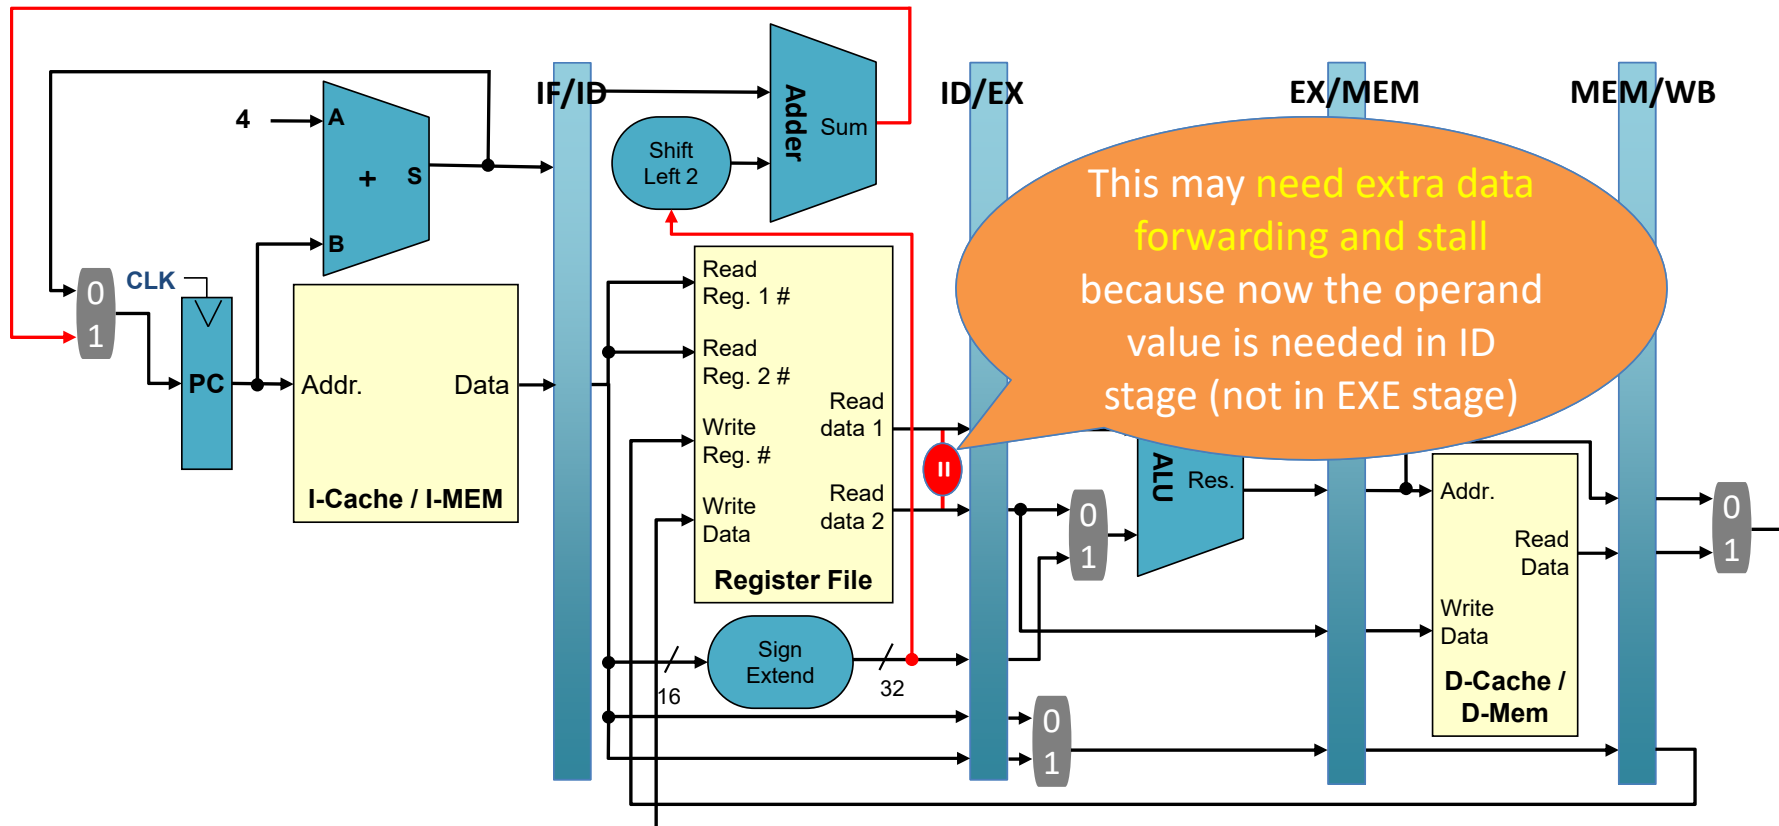 IF/ID
ID/EX
EX/MEM
MEM/WB
4
A
B
+
S
Adder
Sum
Shift
Left 2
This may need extra data
forwarding and stall
because now the operand
value is needed in ID
stage (not in EXE stage)
0
1
CLK
PC
Addr.
Data
I-Cache / I-MEM
Read
Reg. 1 #
Read
Reg. 2 #
Write
Reg. #
Write
Data
Read
data 1
Read
data 2
Register File
=
0
1
ALU
Res.
Addr.
Read
Data
Write
Data
D-Cache /
D-Mem
0
1
Sign
Extend
16
32
0
1